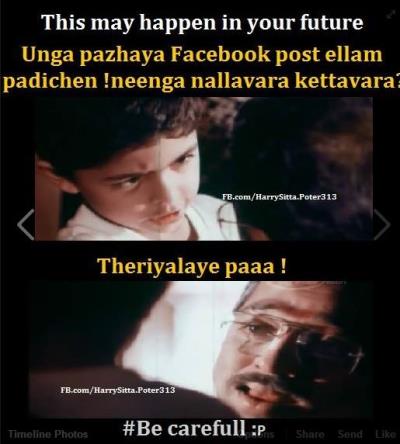 This may happen in your future
Unga pazhaya Facebook post ellam
padichen !neenga nallavara kettavara?
FB.com/HarrySitta.Poter313
Theriyalaye paaa !
FB.com/HarrySitta.Poter313
#Be carefull :P
Timeline Photos Share Send Like